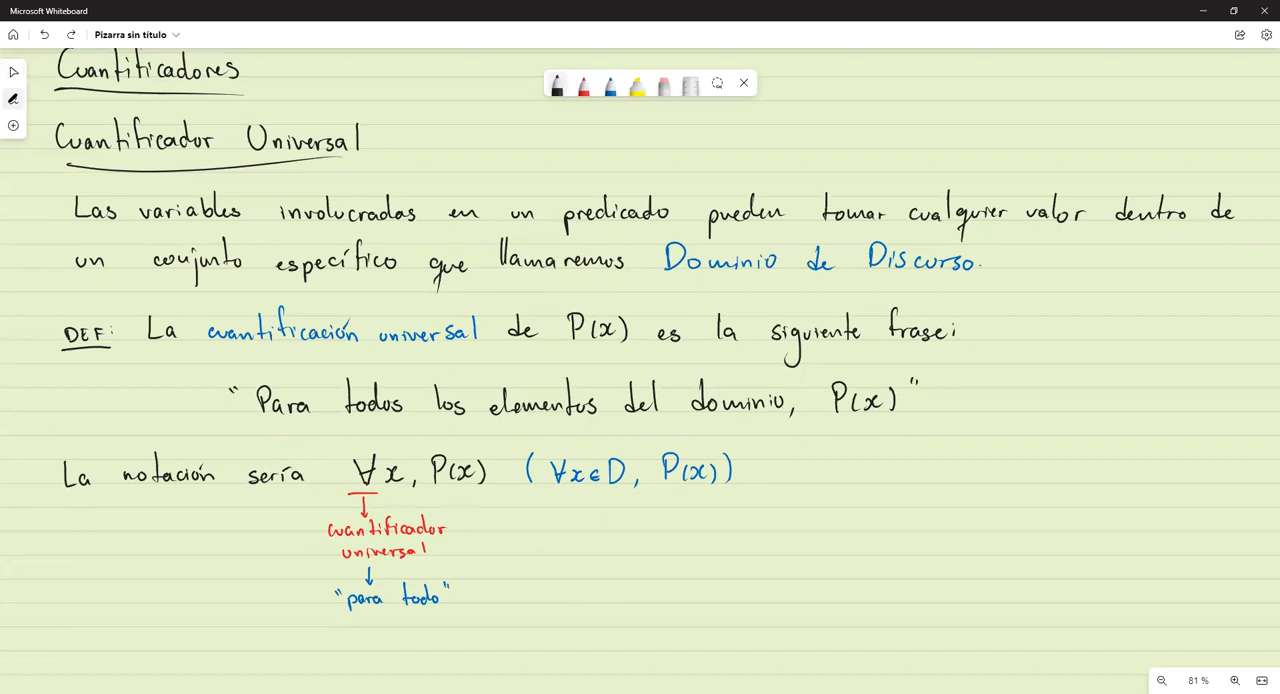 Microsoft Whiteboard
Pizarra sin título
Cuantificadores
Cuantificador Universal
Las variables involucradas en un predicado pueden tomar cualquier valor dentro de
un conjunto específico que llamaremos Dominio de Discurso.
DEF: La cuantificación universal de P(x) es la siguiente frase:
"Para todos los elementos del dominio, P(x)"
La notación sería ∀x, P(x) (∀x∈D, P(x))
cuantificador
universal
"para todo"
81 %